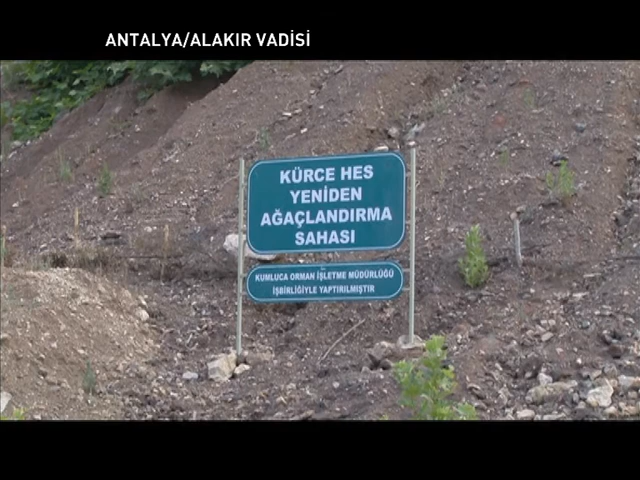 ANTALYA/ALAKIR VADİSİ
KÜRCE HES
YENİDEN
AĞAÇLANDIRMA
SAHASI
KUMLUCA ORMAN İŞLETME MÜDÜRLÜĞÜ
İŞBİRLİĞİYLE YAPTIRILMIŞTIR